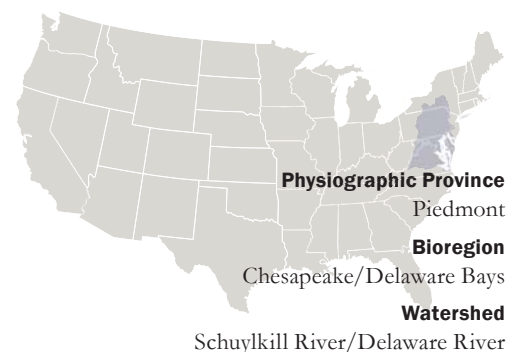 Physiographic Province
Piedmont
Bioregion
Chesapeake/Delaware Bays
Watershed
Schuylkill River/Delaware River